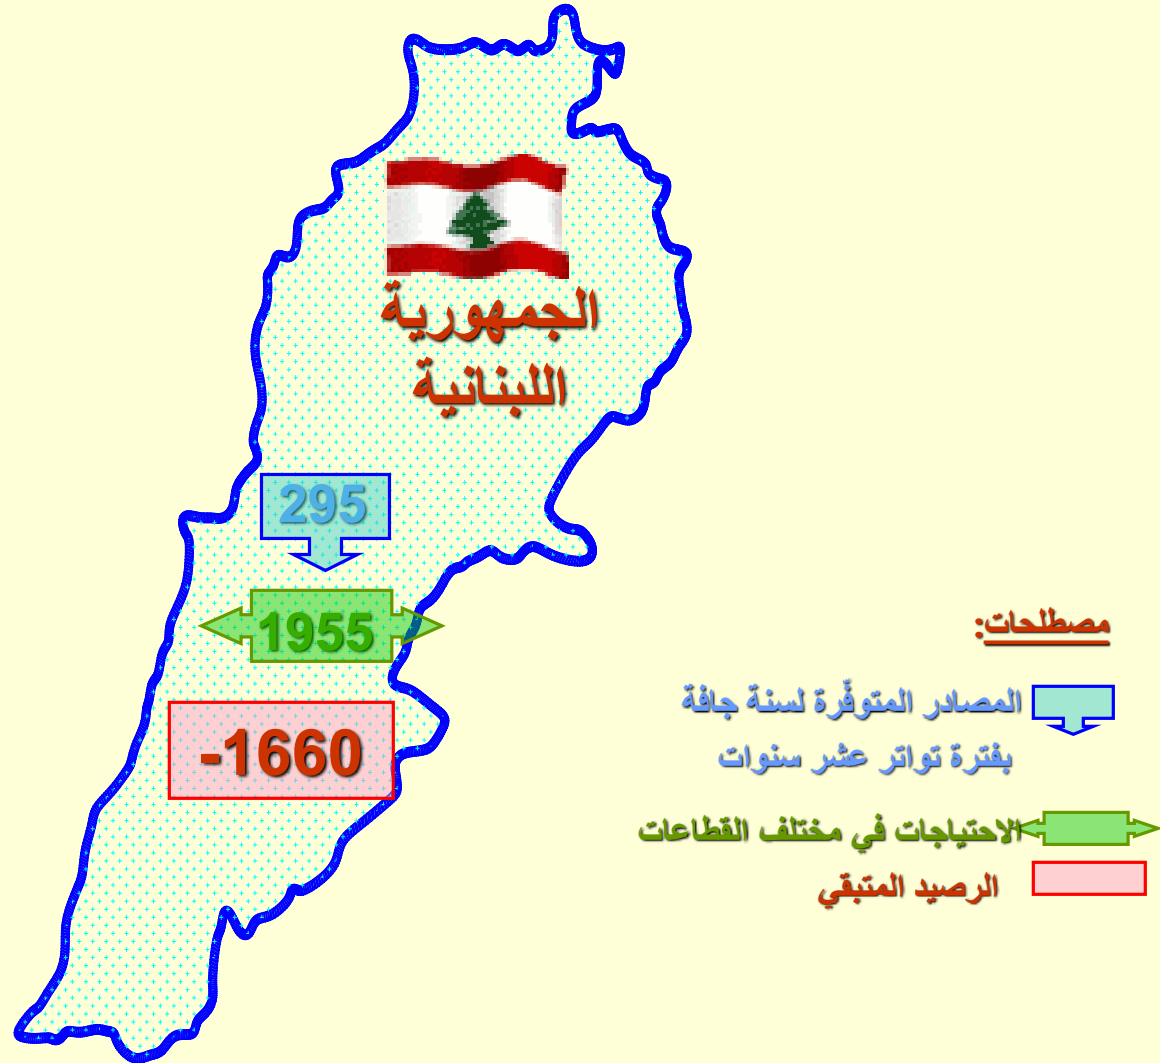 الجمهورية
اللبنانية
295
1955
-1660
مصطلحات:
المصادر المتوفّرة لسنة جافة
بفترة تواتر عشر سنوات
الاحتياجات في مختلف القطاعات
الرصيد المتبقي